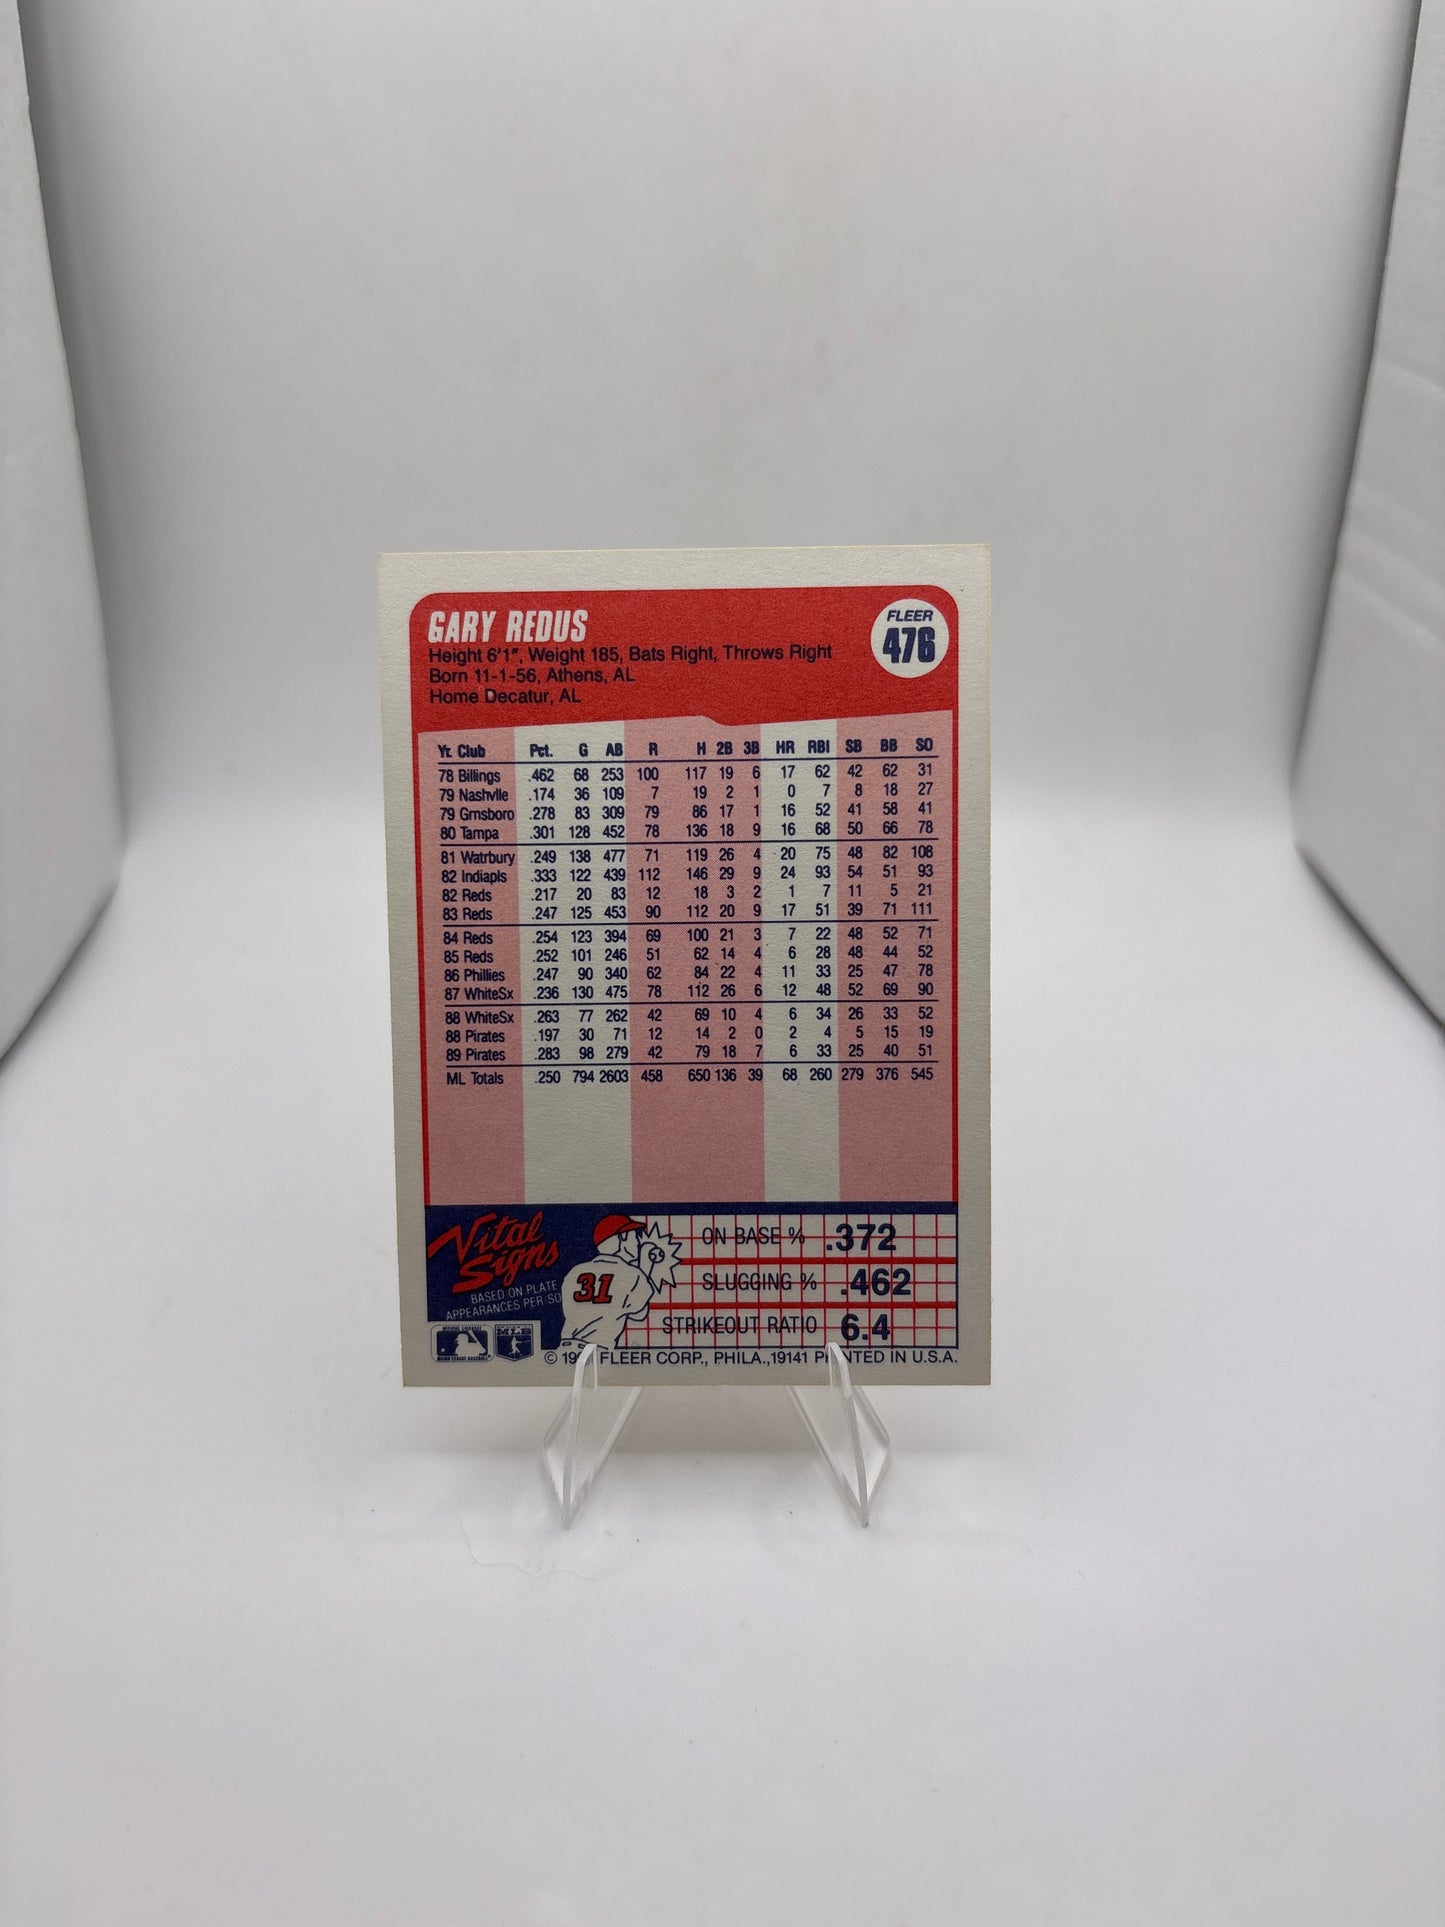 GARY REDUS
FLEER
476
Height 6'1", Weight 185, Bats Right, Throws Right
Born 11-1-56, Athens, AL
Home Decatur, AL
Yr. Club Pct. G AB R H 2B 3B HR RBI SB BB SO
78 Billings .462 68 253 100 117 19 6 17 62 42 62 31
79 Nashvlle .174 36 109 7 19 2 1 0 7 8 18 27
79 Grnsboro .278 83 309 79 86 17 1 16 52 41 58 41
80 Tampa .301 128 452 78 136 18 9 16 68 50 66 78
81 Watrbury .249 138 477 71 119 26 4 20 75 48 82 108
82 Indiapls .333 122 439 112 146 29 9 24 93 54 51 93
82 Reds .217 20 83 12 18 3 2 1 7 11 5 21
83 Reds .247 125 453 90 112 20 9 17 51 39 71 111
84 Reds .254 123 394 69 100 21 3 7 22 48 52 71
85 Reds .252 101 246 51 62 14 4 6 28 48 44 52
86 Phillies .247 90 340 62 84 22 4 11 33 25 47 78
87 WhiteSx .236 130 475 78 112 26 6 12 48 52 69 90
88 WhiteSx .263 77 262 42 69 10 4 6 34 26 33 52
88 Pirates .197 30 71 12 14 2 0 2 4 5 15 19
89 Pirates .283 98 279 42 79 18 7 6 33 25 40 51
ML Totals .250 794 2603 458 650 136 39 68 260 279 376 545
Vital Signs
BASED ON PLATE
APPEARANCES PER SO
31
ON BASE % .372
SLUGGING % .462
STRIKEOUT RATIO 6.4
MLB
© FLEER CORP., PHILA., 19141 IN U.S.A.